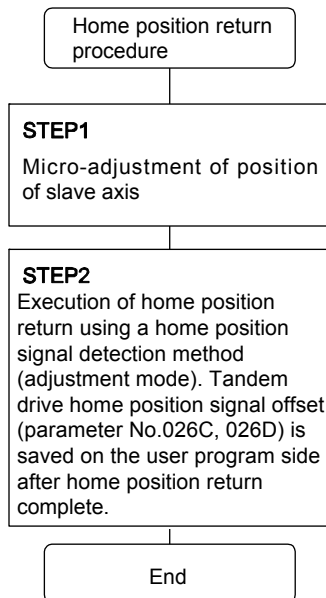 Home position return
procedure
STEP1
Micro-adjustment of position
of slave axis
STEP2
Execution of home position
return using a home position
signal detection method
(adjustment mode). Tandem
drive home position signal offset
(parameter No.026C, 026D) is
saved on the user program side
after home position return
complete.
End